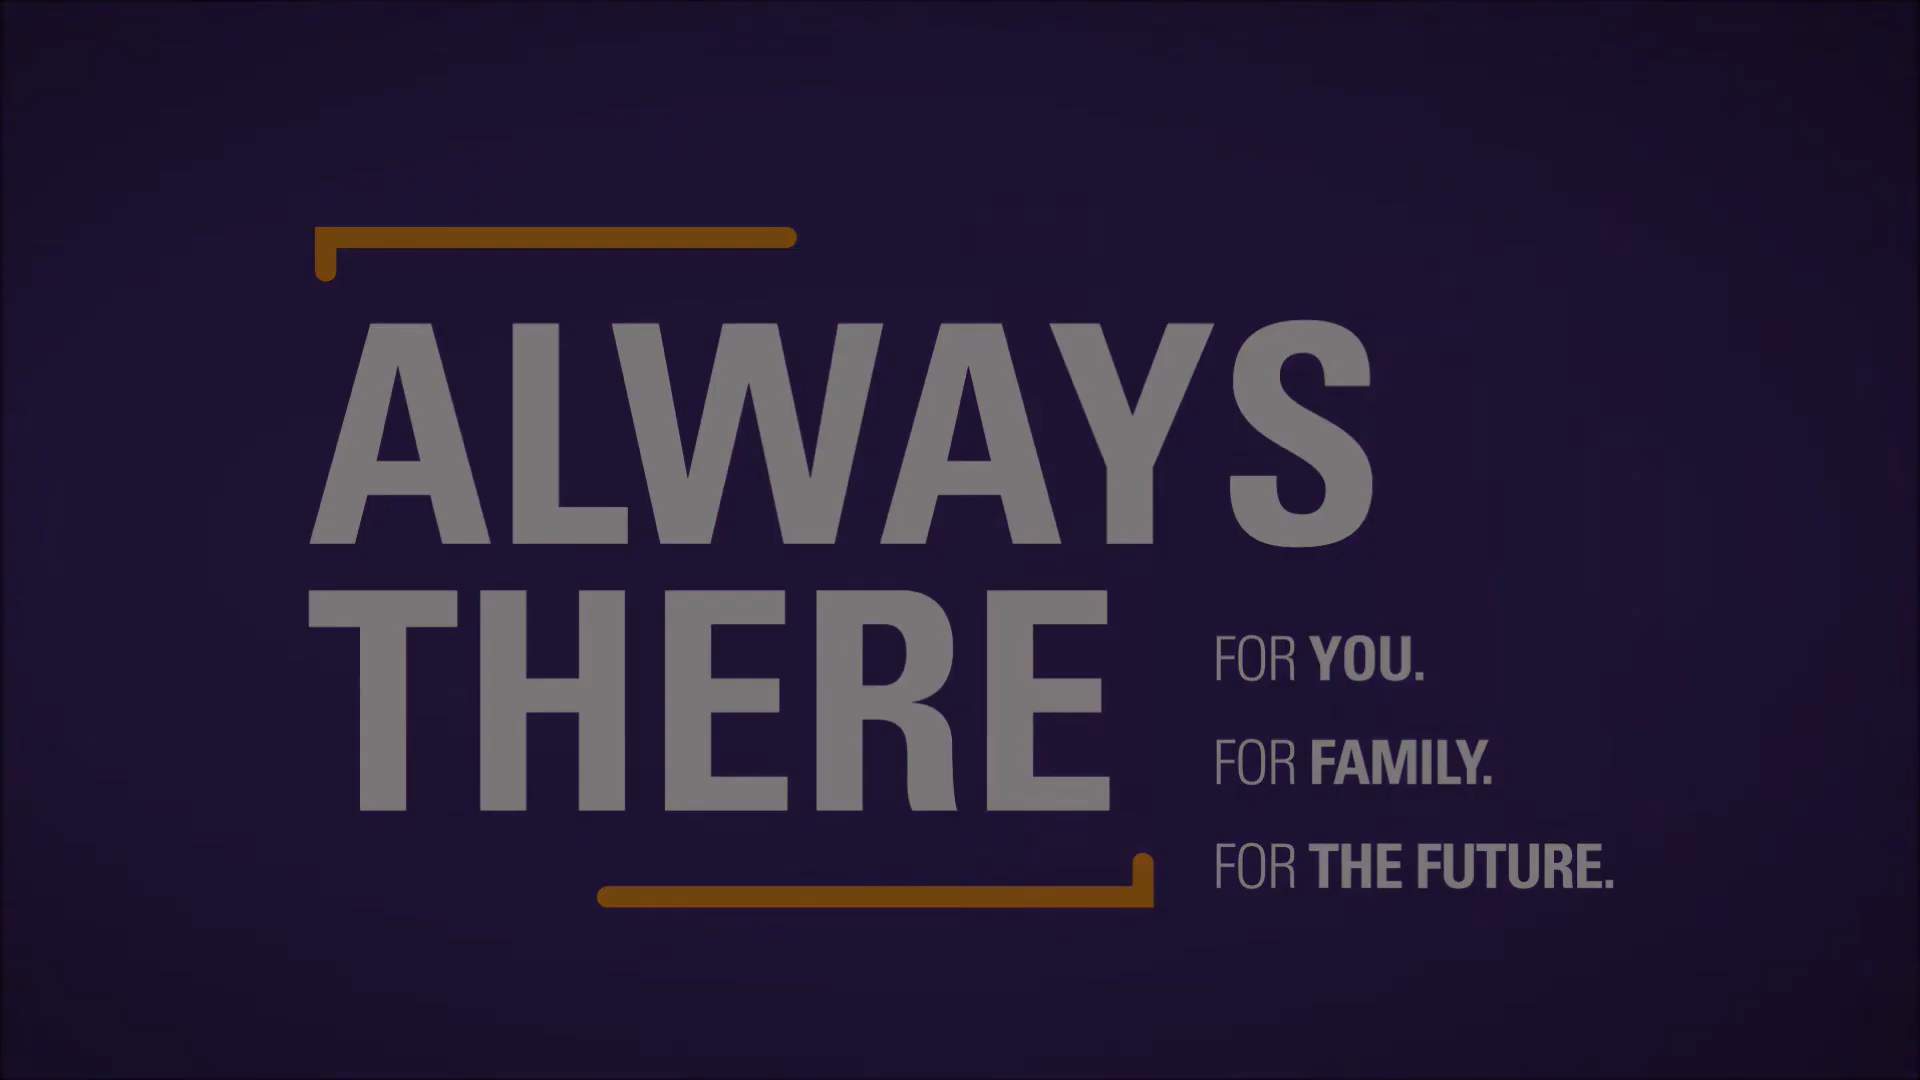 ALWAYS
THERE
FOR YOU.
FOR FAMILY.
FOR THE FUTURE.